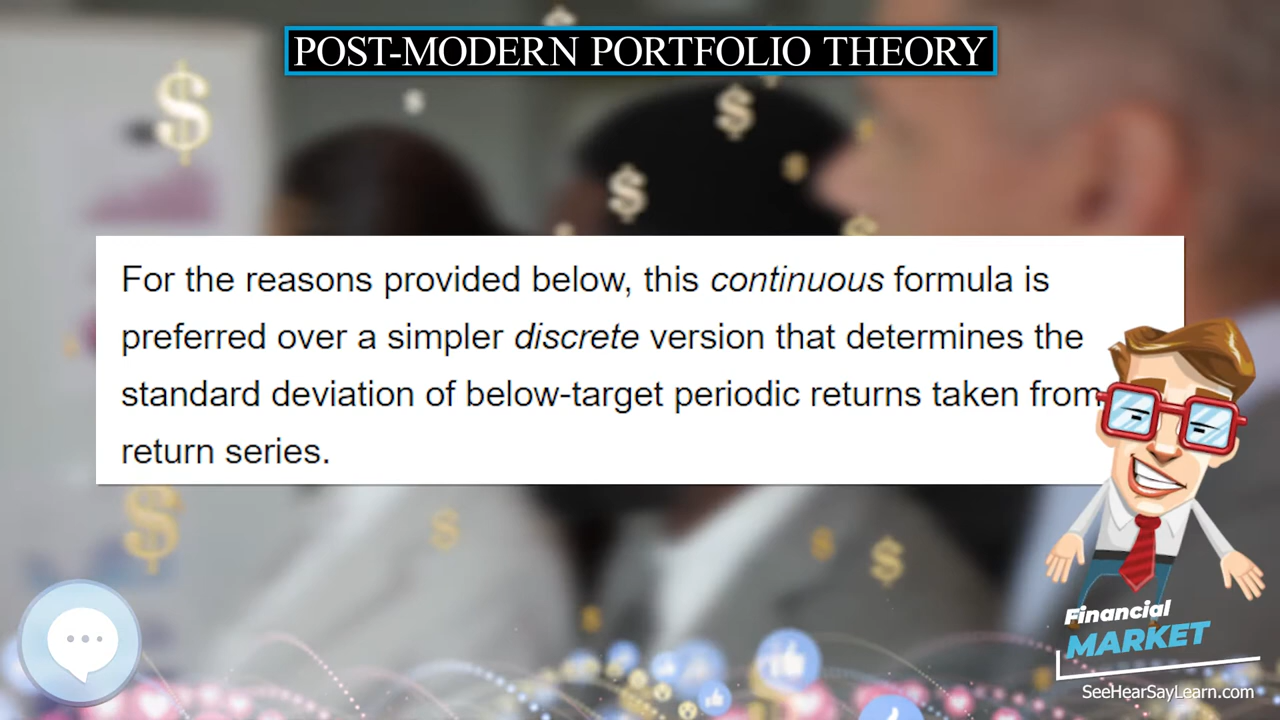 POST-MODERN PORTFOLIO THEORY
For the reasons provided below, this continuous formula is
preferred over a simpler discrete version that determines the
standard deviation of below-target periodic returns taken from
return series.
Financial
MARKET
SeeHearSayLearn.com